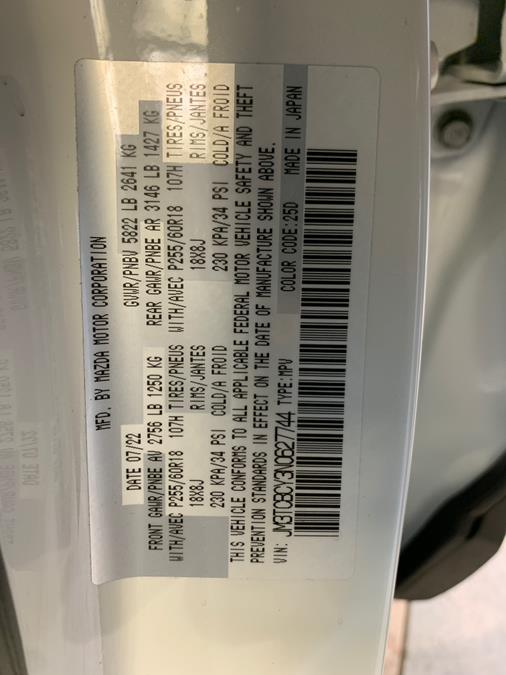 MFD. BY MAZDA MOTOR CORPORATION
DATE 07/22 GVWR/PNBV 5822 LB 2641 KG
FRONT GAWR/PNBE AV 2756 LB 1250 KG REAR GAWR/PNBE AR 3146 LB 1427 KG
WITH/AVEC P255/60R18 107H TIRES/PNEUS WITH/AVEC P255/60R18 107H TIRES/PNEUS
18X8J RIMS/JANTES 18X8J RIMS/JANTES
230 KPA/34 PSI COLD/A FROID 230 KPA/34 PSI COLD/A FROID
THIS VEHICLE CONFORMS TO ALL APPLICABLE FEDERAL MOTOR VEHICLE SAFETY AND THEFT
PREVENTION STANDARDS IN EFFECT ON THE DATE OF MANUFACTURE SHOWN ABOVE.
VIN: JM3TCBCY3N0627744 TYPE:MPV COLOR CODE:25D MADE IN JAPAN